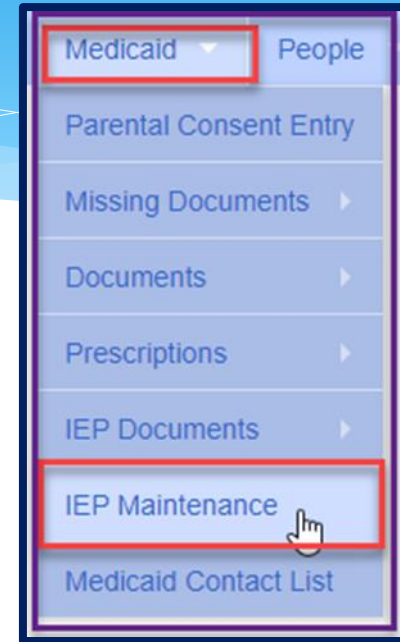 Medicaid People
Parental Consent Entry
Missing Documents
Documents
Prescriptions
IEP Documents
IEP Maintenance
Medicaid Contact List